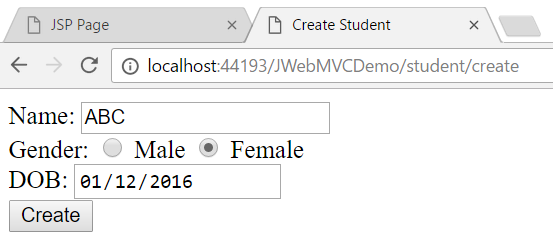 JSP Page
Create Student
localhost:44193/JWebMVCDemo/student/create
Name: ABC
Gender: Male Female
DOB: 01/12/2016
Create